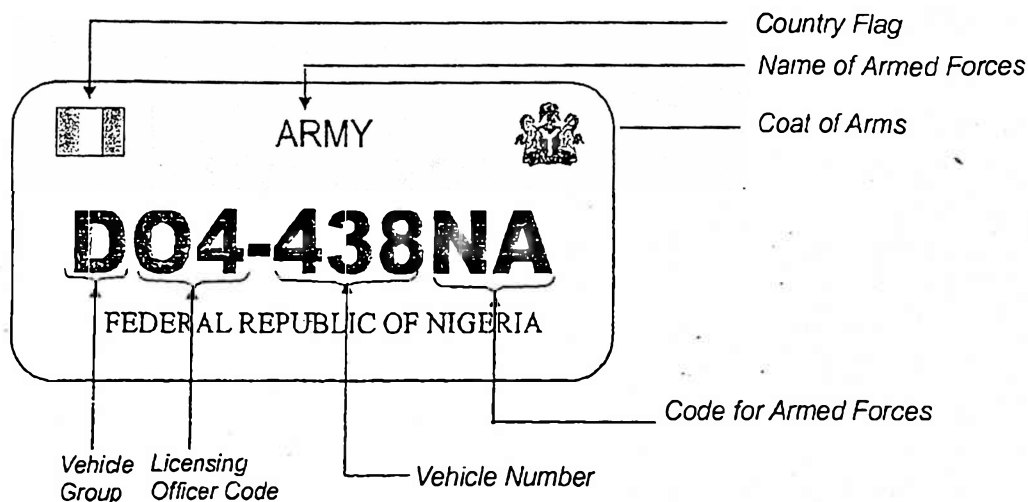 Country Flag
Name of Armed Forces
Coat of Arms
ARMY
DO4-438NA
FEDERAL REPUBLIC OF NIGERIA
Code for Armed Forces
Vehicle Group
Licensing Officer Code
Vehicle Number